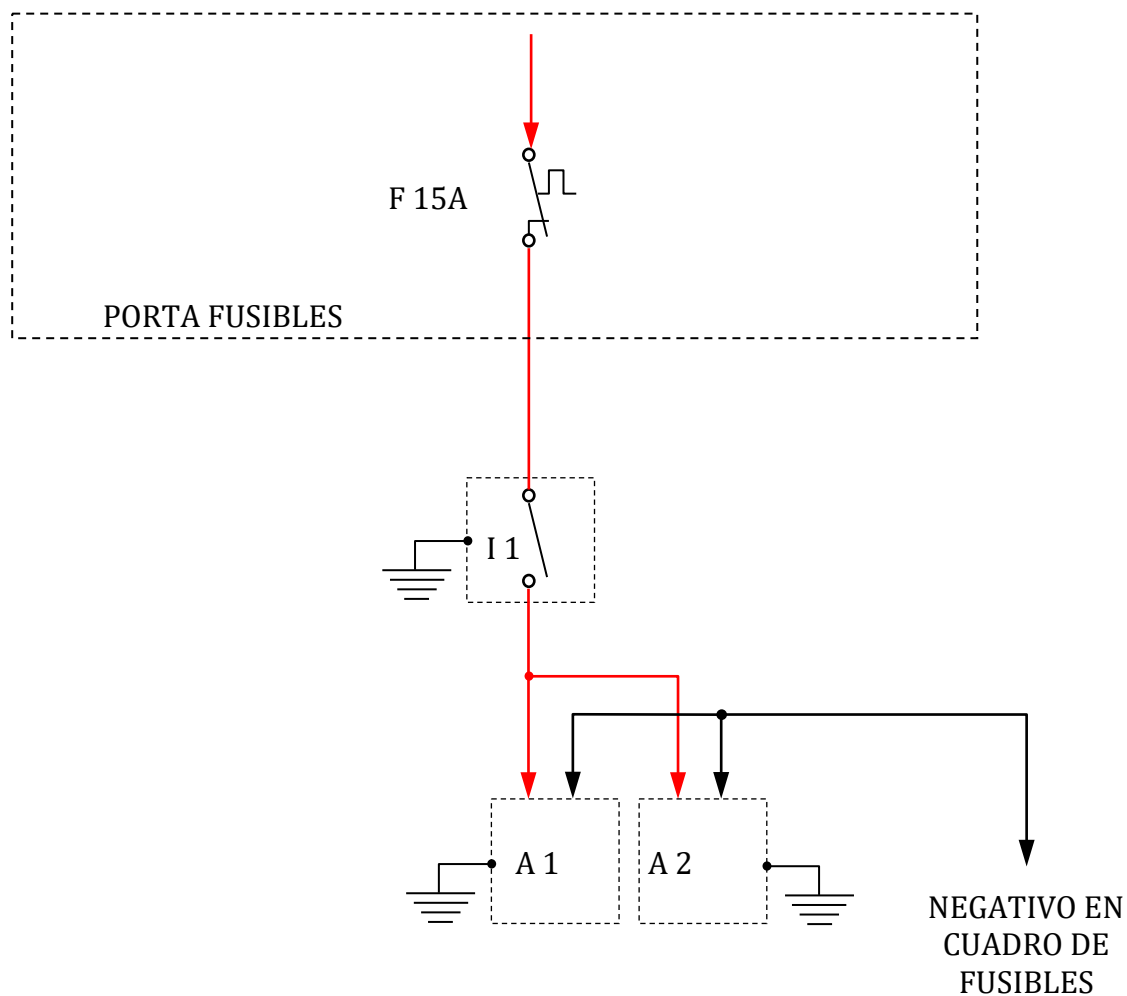 F 15A
PORTA FUSIBLES
I 1
A 1
A 2
NEGATIVO EN
CUADRO DE
FUSIBLES